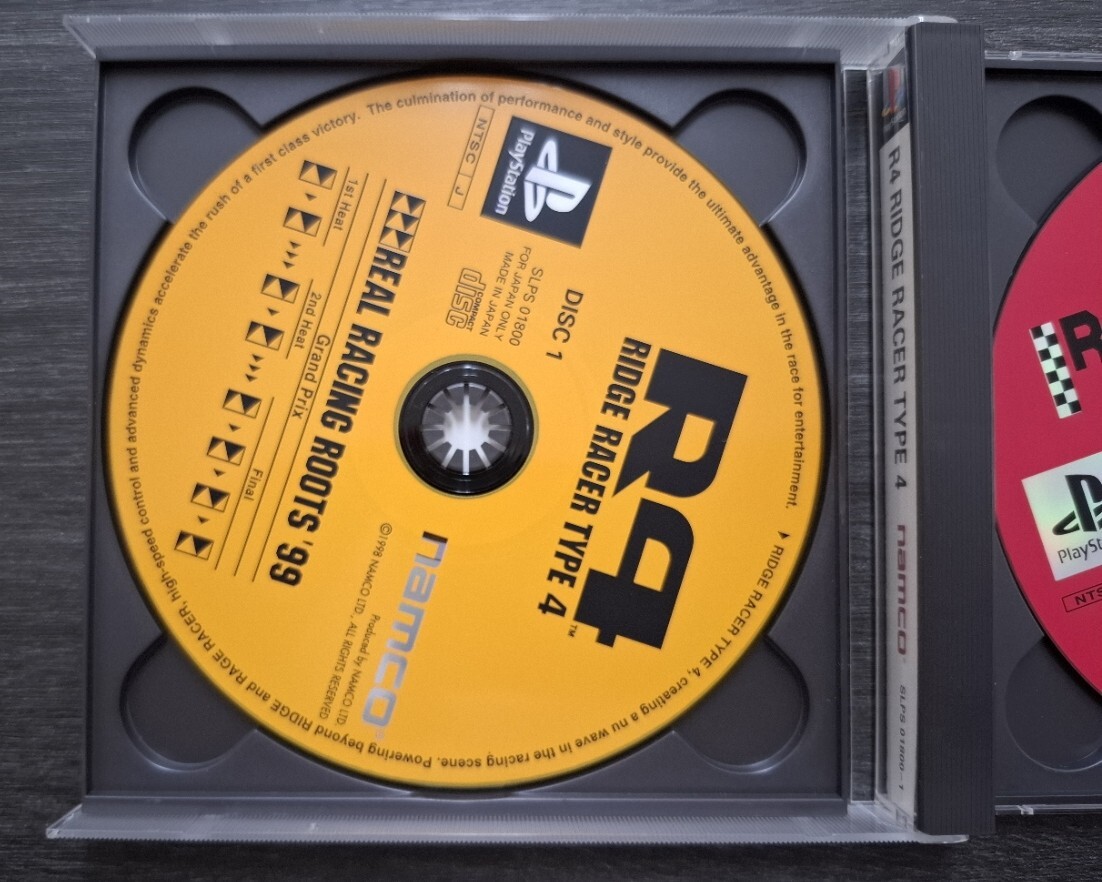 RIDGE RACER TYPE 4, creating a nu wave in the racing scene. Powering beyond RIDGE and RAGE RACER, high-speed control and advanced dynamics accelerate the rush of a first class victory. The culmination of performance and style provide the ultimate advantage in the race for entertainment.
NTSC J
PlayStation
R4
RIDGE RACER TYPE 4™
DISC 1
SLPS 01800
FOR JAPAN ONLY
MADE IN JAPAN
COMPACT
disc
REAL RACING ROOTS '99
Grand Prix
1st Heat
2nd Heat
Final
namco
Produced by NAMCO LTD.
©1998 NAMCO LTD., ALL RIGHTS RESERVED
R4 RIDGE RACER TYPE 4
namco
SLPS 01800~1
R
PlaySt
NTS